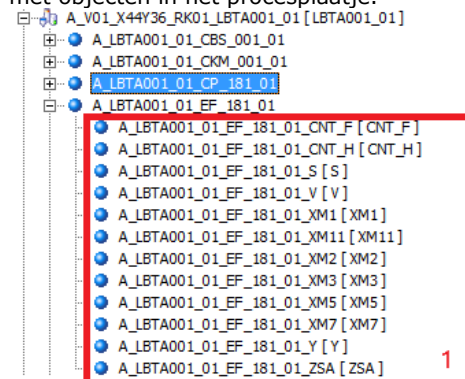 met objecten in het procesplaatje.
A_V01_X44Y36_RK01_LBTA001_01 [ LBTA001_01 ]
A_LBTA001_01_CBS_001_01
A_LBTA001_01_CKM_001_01
A_LBTA001_01_CP_181_01
A_LBTA001_01_EF_181_01
A_LBTA001_01_EF_181_01_CNT_F [ CNT_F ]
A_LBTA001_01_EF_181_01_CNT_H [ CNT_H ]
A_LBTA001_01_EF_181_01_S [ S ]
A_LBTA001_01_EF_181_01_V [ V ]
A_LBTA001_01_EF_181_01_XM1 [ XM1 ]
A_LBTA001_01_EF_181_01_XM11 [ XM11 ]
A_LBTA001_01_EF_181_01_XM2 [ XM2 ]
A_LBTA001_01_EF_181_01_XM3 [ XM3 ]
A_LBTA001_01_EF_181_01_XM5 [ XM5 ]
A_LBTA001_01_EF_181_01_XM7 [ XM7 ]
A_LBTA001_01_EF_181_01_Y [ Y ]
A_LBTA001_01_EF_181_01_ZSA [ ZSA ]
1